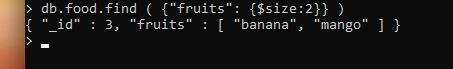 > db.food.find ( {"fruits": {$size:2}} )
{ "_id" : 3, "fruits" : [ "banana", "mango" ] }
>